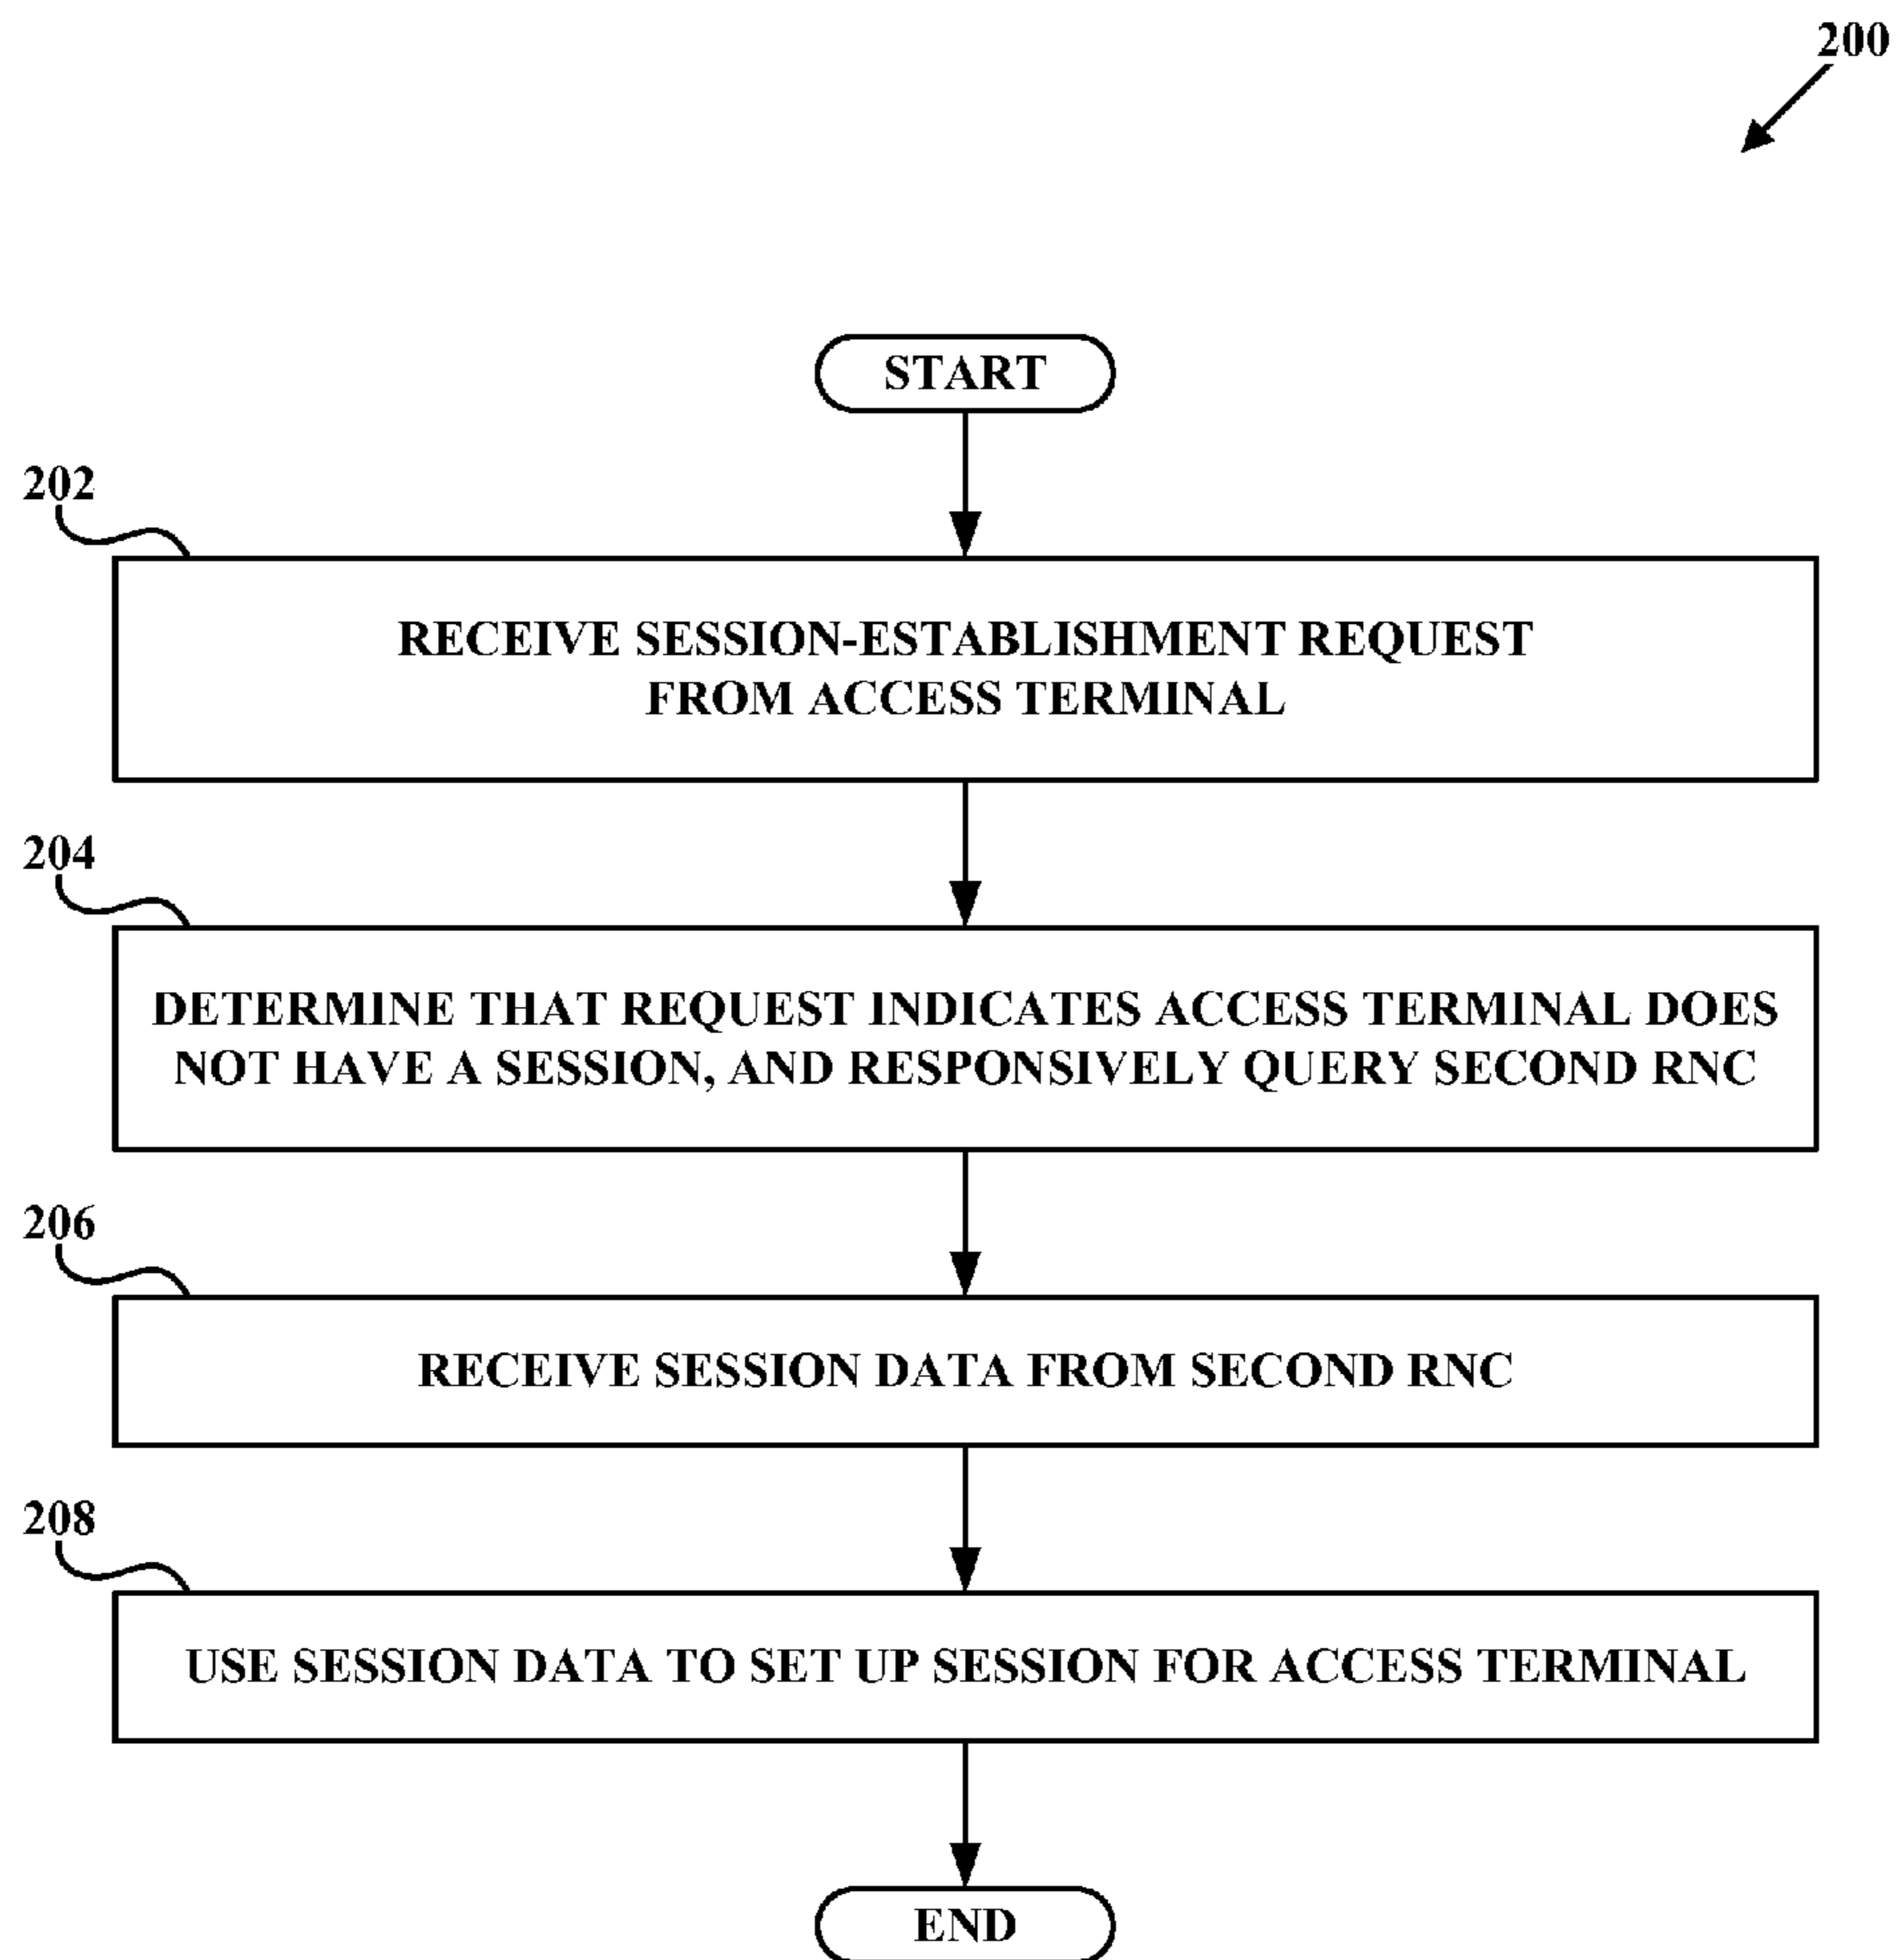 200
START
202
RECEIVE SESSION-ESTABLISHMENT REQUEST
FROM ACCESS TERMINAL
204
DETERMINE THAT REQUEST INDICATES ACCESS TERMINAL DOES
NOT HAVE A SESSION, AND RESPONSIVELY QUERY SECOND RNC
206
RECEIVE SESSION DATA FROM SECOND RNC
208
USE SESSION DATA TO SET UP SESSION FOR ACCESS TERMINAL
END